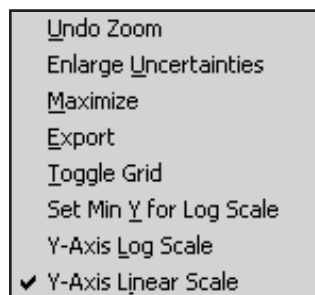 Undo Zoom
Enlarge Uncertainties
Maximize
Export
Toggle Grid
Set Min Y for Log Scale
Y-Axis Log Scale
✔ Y-Axis Linear Scale